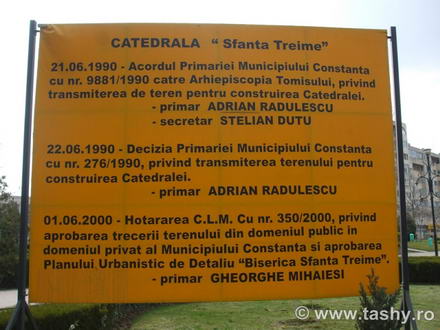 CATEDRALA “ Sfanta Treime”
21.06.1990 - Acordul Primariei Municipiului Constanta
cu nr. 9881/1990 catre Arhiepiscopia Tomisului, privind
transmiterea de teren pentru construirea Catedralei.
- primar ADRIAN RADULESCU
- secretar STELIAN DUTU
22.06.1990 - Decizia Primariei Municipiului Constanta
cu nr. 276/1990, privind transmiterea terenului pentru
construirea Catedralei.
- primar ADRIAN RADULESCU
01.06.2000 - Hotararea C.L.M. Cu nr. 350/2000, privind
aprobarea trecerii terenului din domeniul public in
domeniul privat al Municipiului Constanta si aprobarea
Planului Urbanistic de Detaliu “Biserica Sfanta Treime”.
- primar GHEORGHE MIHAIESI
© www.tashy.ro